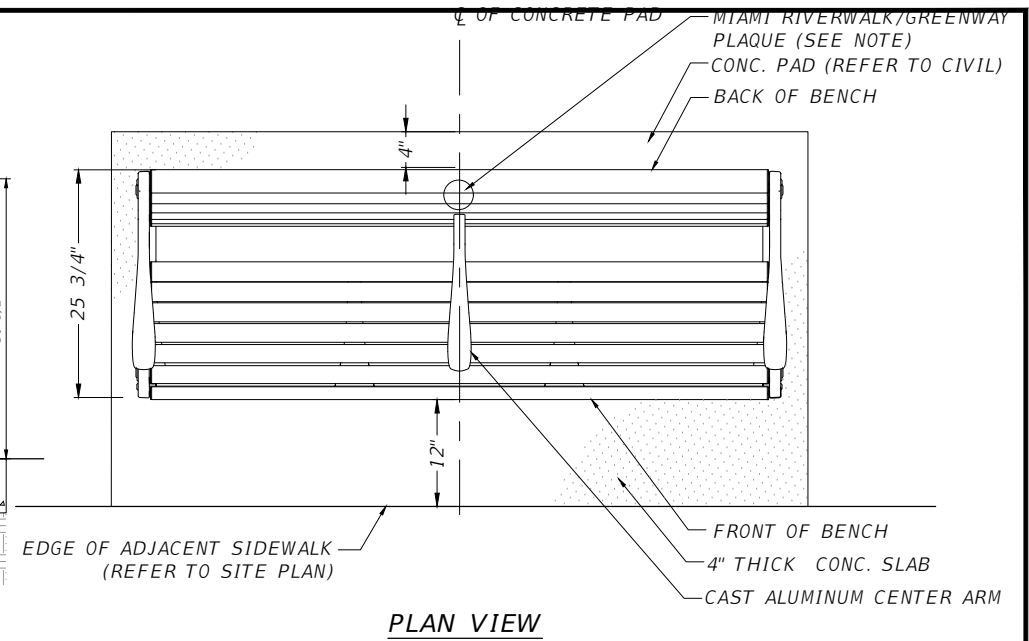 ℄ OF CONCRETE PAD
MIAMI RIVERWALK/GREENWAY
PLAQUE (SEE NOTE)
CONC. PAD (REFER TO CIVIL)
BACK OF BENCH
4"
25 3/4"
12"
EDGE OF ADJACENT SIDEWALK
(REFER TO SITE PLAN)
FRONT OF BENCH
4" THICK CONC. SLAB
CAST ALUMINUM CENTER ARM
PLAN VIEW